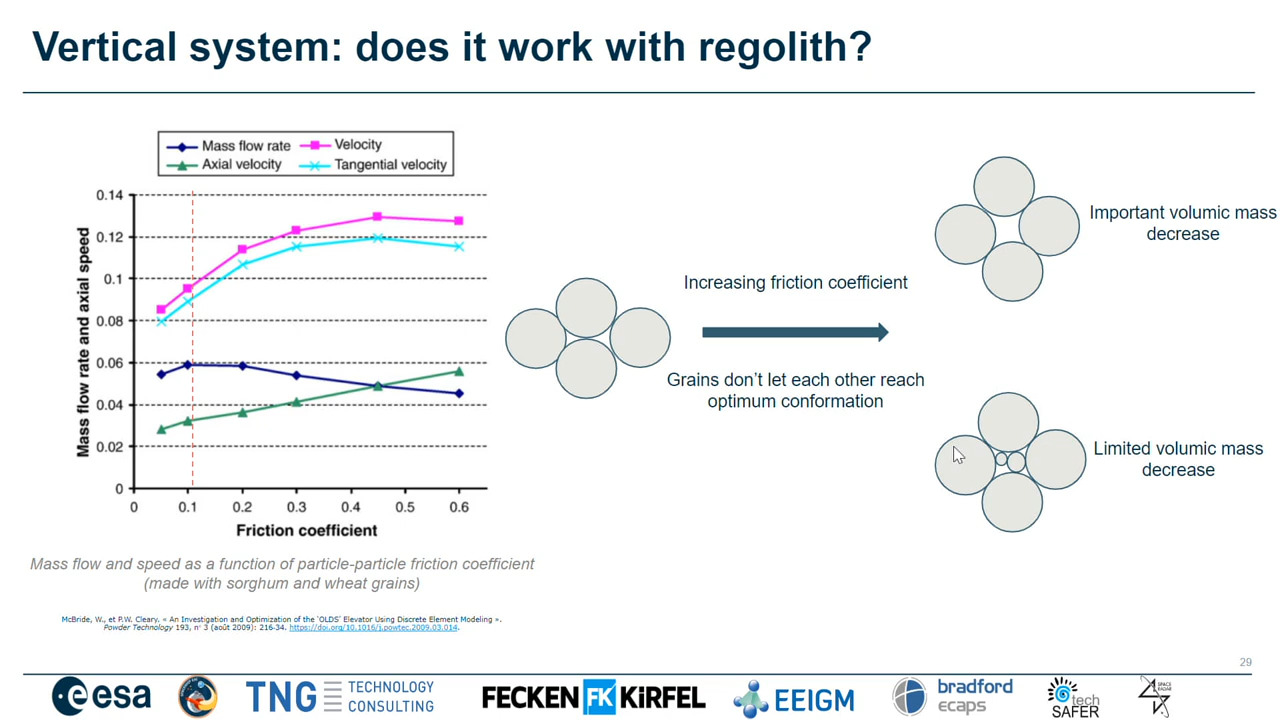 Vertical system: does it work with regolith?
Mass flow rate
Velocity
Axial velocity
Tangential velocity
0.14
0.12
0.1
0.08
0.06
0.04
0.02
0
Mass flow rate and axial speed
0 0.1 0.2 0.3 0.4 0.5 0.6
Friction coefficient
Mass flow and speed as a function of particle-particle friction coefficient
(made with sorghum and wheat grains)
McBride, W., et P.W. Cleary. « An Investigation and Optimization of the 'OLDS' Elevator Using Discrete Element Modeling ».
Powder Technology 193, nᵒ 3 (août 2009): 216-34. https://doi.org/10.1016/j.powtec.2009.03.014.
Increasing friction coefficient
Grains don't let each other reach
optimum conformation
Important volumic mass
decrease
Limited volumic mass
decrease
29
esa
TNG TECHNOLOGY
CONSULTING
FECKEN FK KiRFEL
EEIGM
bradford
ecaps
tech
SAFER
SPACE